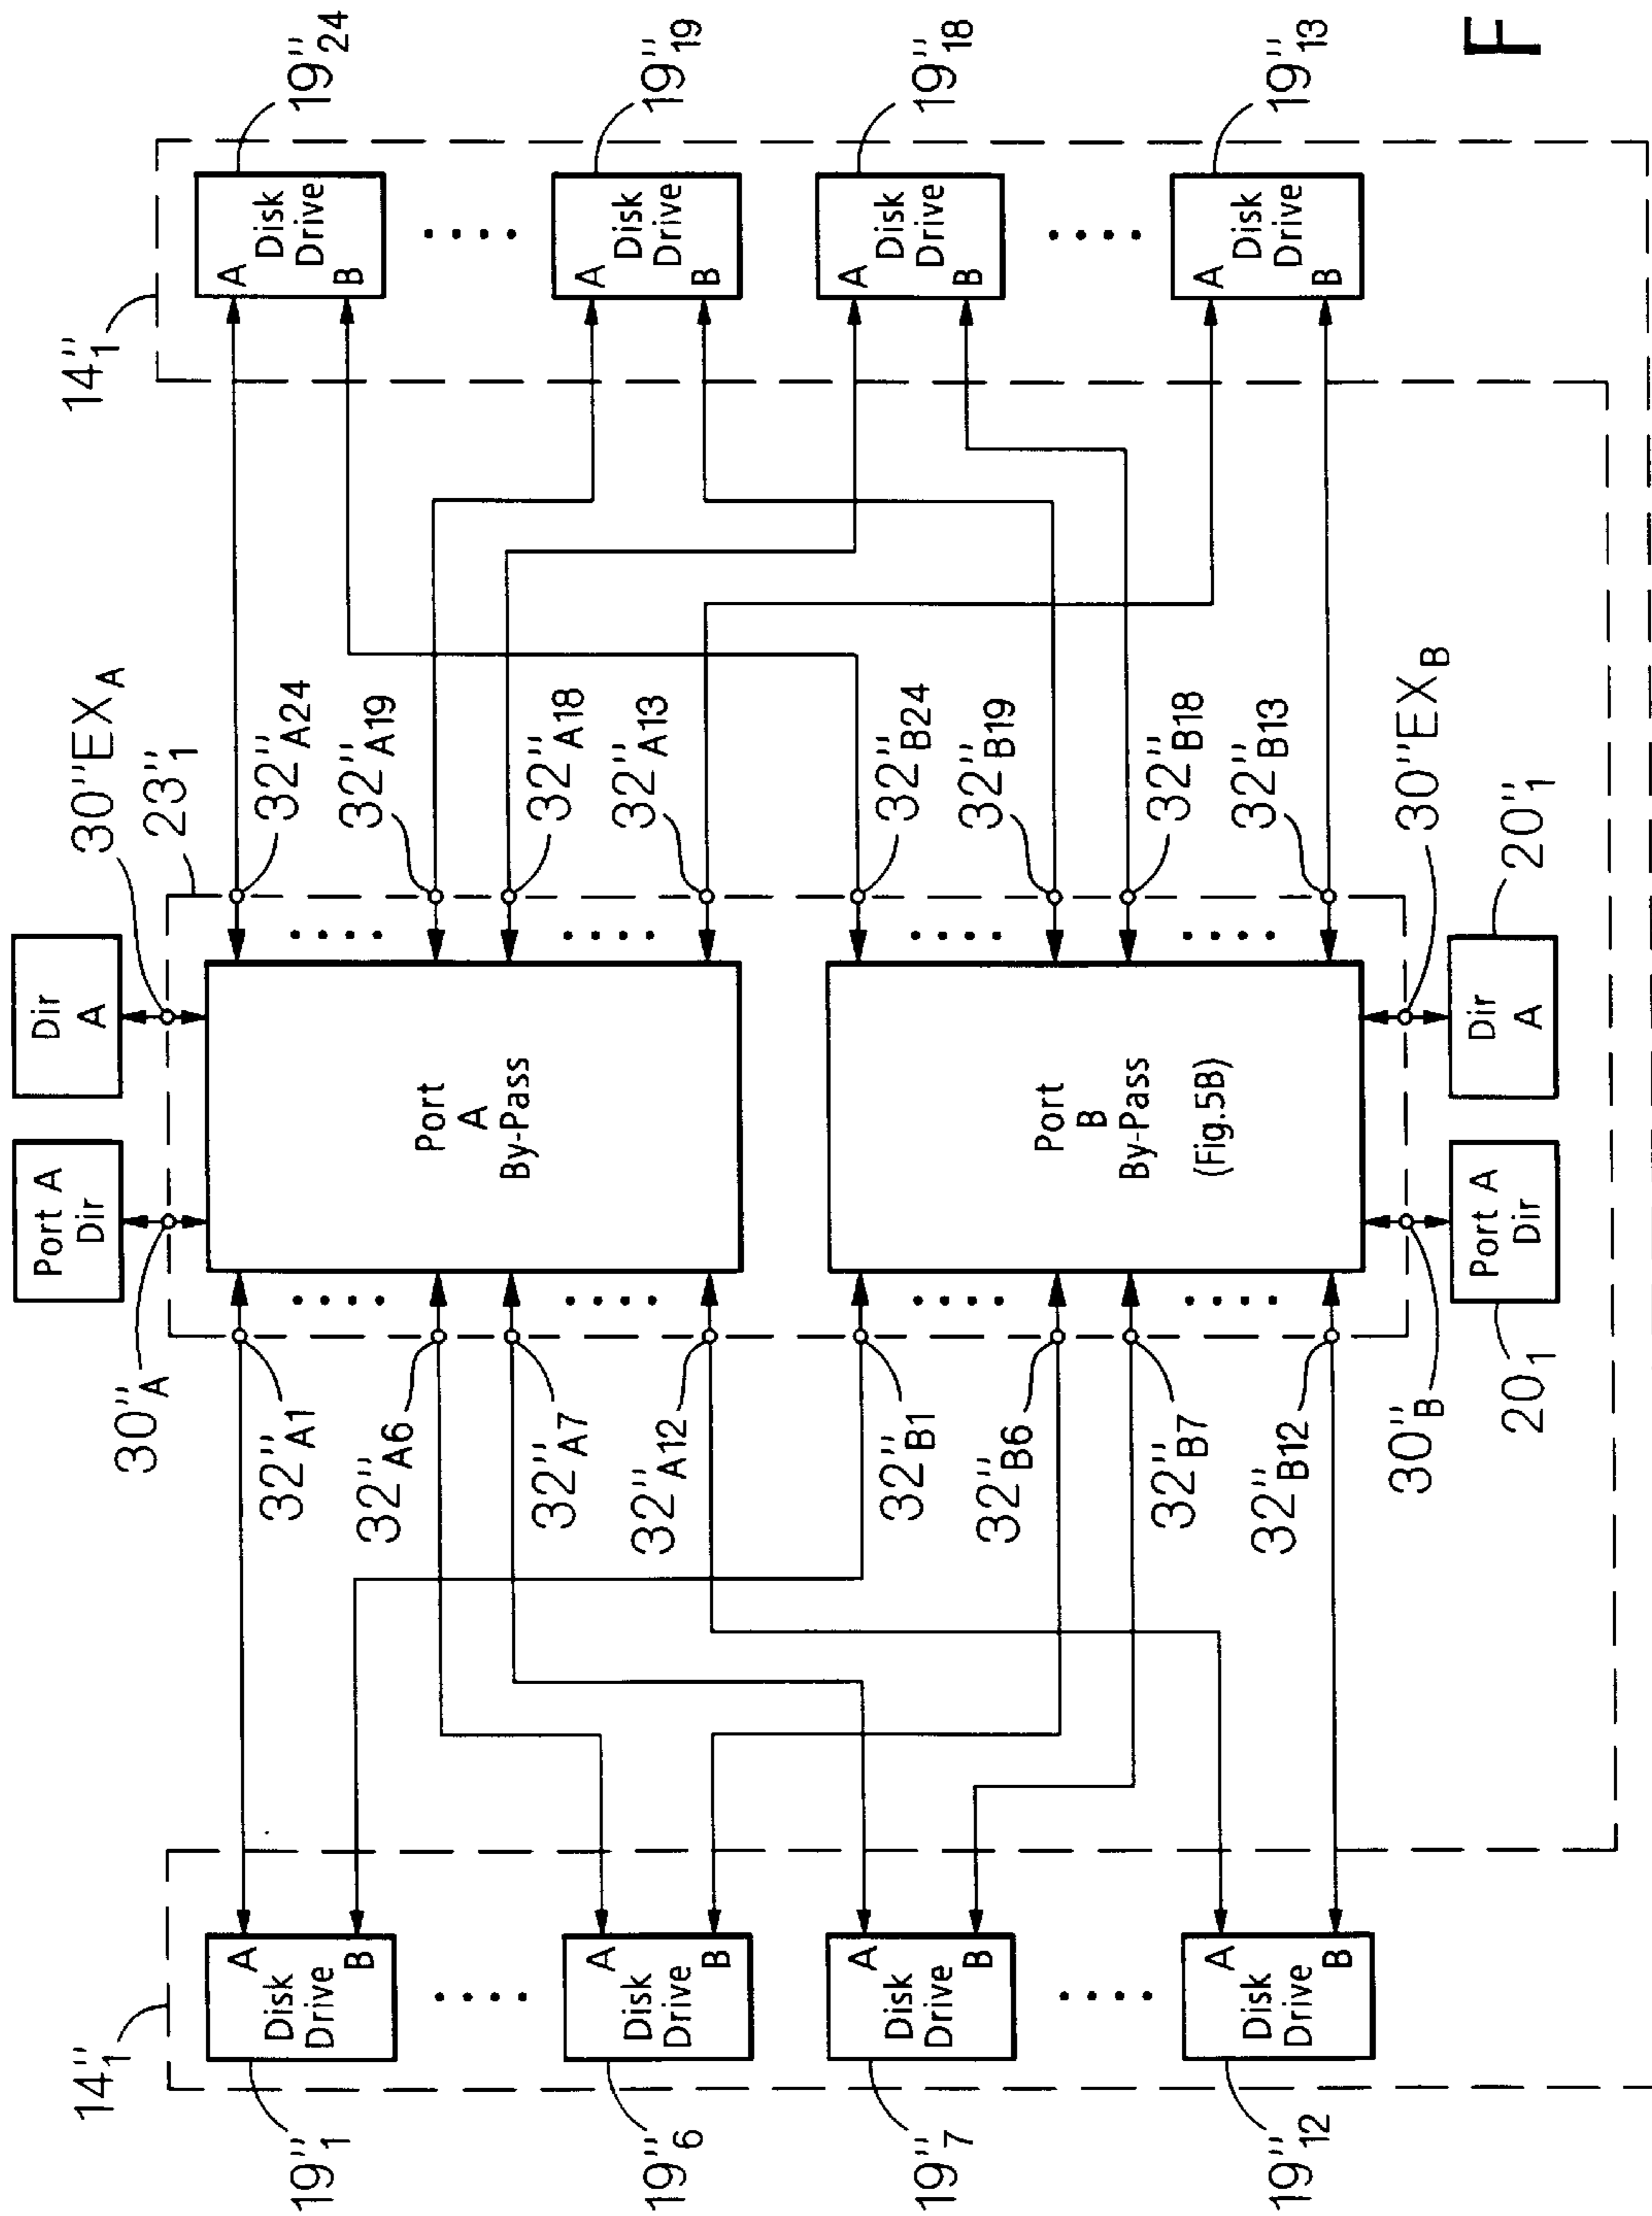 14''1
30''A
Port A
Dir
Dir
A
30''EXA
23''1
14''1
19''1
Disk
Drive
A
B
32''A1
32''A24
A
B
Disk
Drive
19''24
32''A6
32''A19
19''6
Disk
Drive
A
B
32''A7
Port
A
By-Pass
32''A18
A
B
Disk
Drive
19''19
32''A12
32''A13
19''7
Disk
Drive
A
B
32''B1
32''B24
A
B
Disk
Drive
19''18
32''B6
32''B19
32''B7
Port
B
By-Pass
(Fig.5B)
32''B18
19''12
Disk
Drive
A
B
32''B12
32''B13
A
B
Disk
Drive
19''13
30''B
30''EXB
201
Port A
Dir
Dir
A
20''1
F